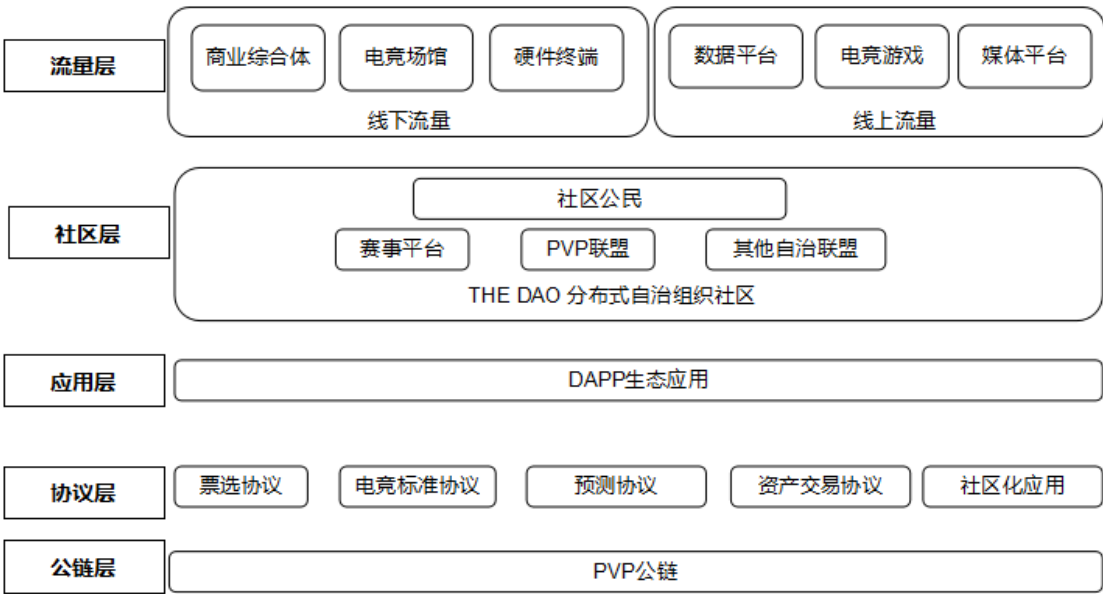 流量层
商业综合体 电竞场馆 硬件终端 数据平台 电竞游戏 媒体平台
线下流量 线上流量
社区层
社区公民
赛事平台 PVP联盟 其他自治联盟
THE DAO 分布式自治组织社区
应用层
DAPP生态应用
协议层
票选协议 电竞标准协议 预测协议 资产交易协议 社区化应用
公链层
PVP公链